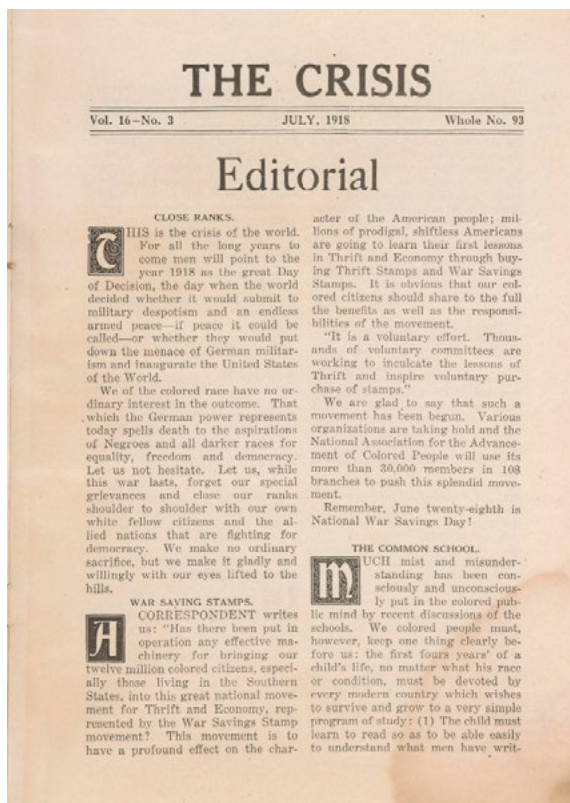 THE CRISIS
Vol. 16–No. 3 JULY, 1918 Whole No. 93
Editorial
CLOSE RANKS.
THIS is the crisis of the world.
For all the long years to
come men will point to the
year 1918 as the great Day
of Decision, the day when the world
decided whether it would submit to
military despotism and an endless
armed peace—if peace it could be
called—or whether they would put
down the menace of German militar-
ism and inaugurate the United States
of the World.
We of the colored race have no or-
dinary interest in the outcome. That
which the German power represents
today spells death to the aspirations
of Negroes and all darker races for
equality, freedom and democracy.
Let us not hesitate. Let us, while
this war lasts, forget our special
grievances and close our ranks
shoulder to shoulder with our own
white fellow citizens and the al-
lied nations that are fighting for
democracy. We make no ordinary
sacrifice, but we make it gladly and
willingly with our eyes lifted to the
hills.
WAR SAVING STAMPS.
A CORRESPONDENT writes
us: "Has there been put in
operation any effective ma-
chinery for bringing our
twelve million colored citizens, especi-
ally those living in the Southern
States, into this great national move-
ment for Thrift and Economy, rep-
resented by the War Savings Stamp
movement? This movement is to
have a profound effect on the char-
acter of the American people; mil-
lions of prodigal, shiftless Americans
are going to learn their first lessons
in Thrift and Economy through buy-
ing Thrift Stamps and War Savings
Stamps. It is obvious that our col-
ored citizens should share to the full
the benefits as well as the responsi-
bilities of the movement.
"It is a voluntary effort. Thous-
ands of voluntary committees are
working to inculcate the lessons of
Thrift and inspire voluntary pur-
chase of stamps."
We are glad to say that such a
movement has been begun. Various
organizations are taking hold and the
National Association for the Advance-
ment of Colored People will use its
more than 30,000 members in 108
branches to push this splendid move-
ment.
Remember, June twenty-eighth is
National War Savings Day!
THE COMMON SCHOOL.
MUCH mist and misunder-
standing has been con-
sciously and unconscious-
ly put in the colored pub-
lic mind by recent discussions of the
schools. We colored people must,
however, keep one thing clearly be-
fore us: the first fours years' of a
child's life, no matter what his race
or condition, must be devoted by
every modern country which wishes
to survive and grow to a very simple
program of study: (1) The child must
learn to read so as to be able easily
to understand what men have writ-